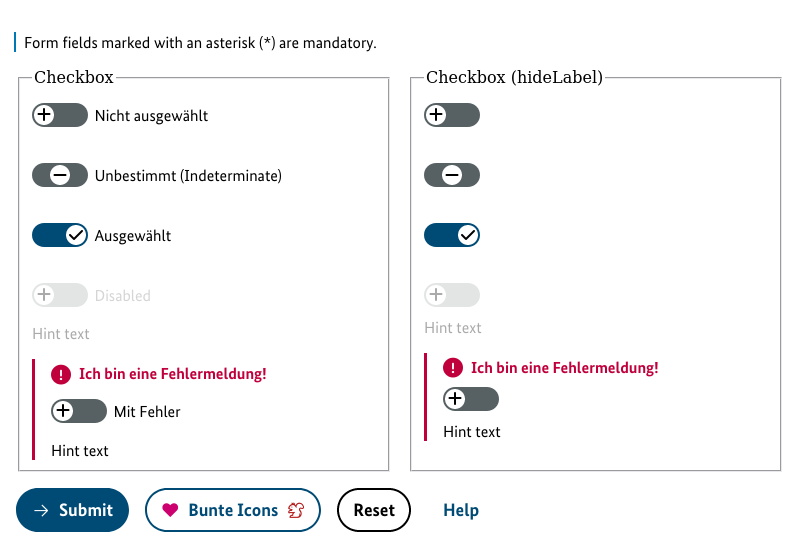 Form fields marked with an asterisk (*) are mandatory.
Checkbox
Nicht ausgewählt
Unbestimmt (Indeterminate)
Ausgewählt
Disabled
Hint text
Ich bin eine Fehlermeldung!
Mit Fehler
Hint text
Checkbox (hideLabel)
Hint text
Ich bin eine Fehlermeldung!
Hint text
Submit
Bunte Icons
Reset
Help